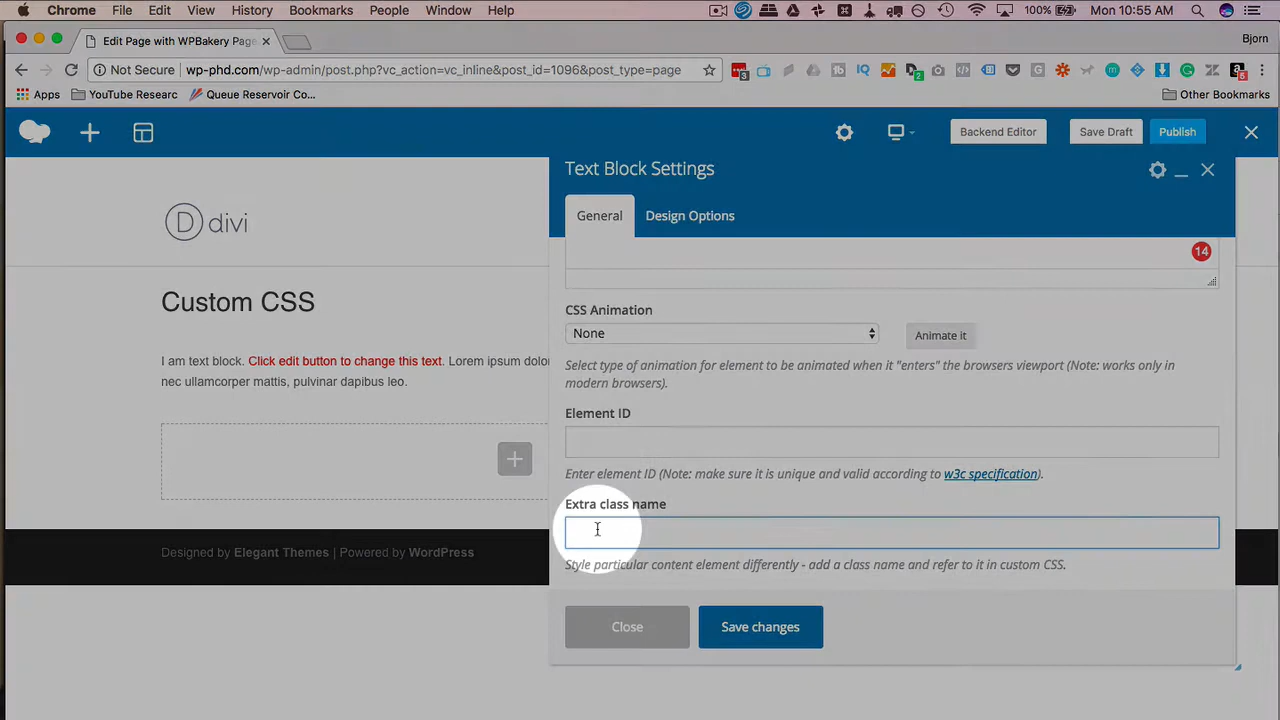 Chrome File Edit View History Bookmarks People Window Help 100% Mon 10:55 AM
Edit Page with WPBakery Page Bjorn
Not Secure wp-phd.com/wp-admin/post.php?vc_action=vc_inline&post_id=1096&post_type=page
Apps YouTube Researc Queue Reservoir Co... Other Bookmarks
Backend Editor Save Draft Publish
Text Block Settings
General Design Options
D divi
14
Custom CSS
CSS Animation
None Animate it
I am text block. Click edit button to change this text. Lorem ipsum dolor
nec ullamcorper mattis, pulvinar dapibus leo.
Select type of animation for element to be animated when it "enters" the browsers viewport (Note: works only in
modern browsers).
Element ID
Enter element ID (Note: make sure it is unique and valid according to w3c specification).
Extra class name
Style particular content element differently - add a class name and refer to it in custom CSS.
Designed by Elegant Themes | Powered by WordPress
Close Save changes